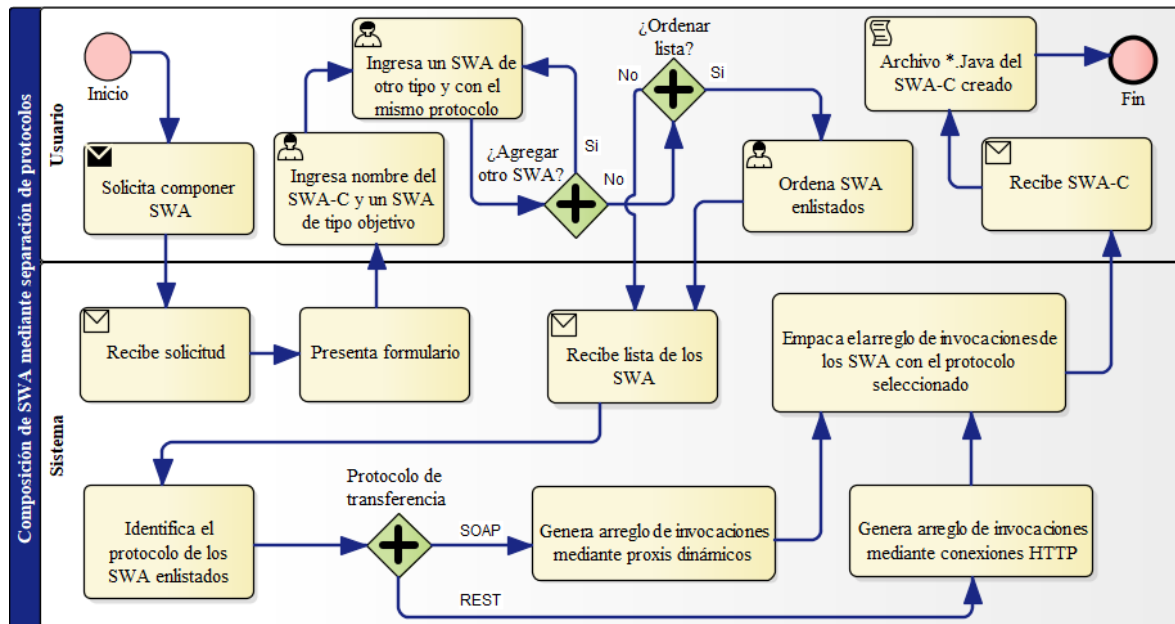 Composición de SWA mediante separación de protocolos
Usuario
Inicio
Solicita componer
SWA
Ingresa un SWA de
otro tipo y con el
mismo protocolo
Ingresa nombre del
SWA-C y un SWA
de tipo objetivo
¿Agregar
otro SWA?
Si
No
¿Ordenar
lista?
No
Si
Ordena SWA
enlistados
Archivo *.Java del
SWA-C creado
Fin
Recibe SWA-C
Sistema
Recibe solicitud
Presenta formulario
Recibe lista de los
SWA
Empaca el arreglo de invocaciones de
los SWA con el protocolo
seleccionado
Identifica el
protocolo de los
SWA enlistados
Protocolo de
transferencia
SOAP
REST
Genera arreglo de invocaciones
mediante proxis dinámicos
Genera arreglo de invocaciones
mediante conexiones HTTP